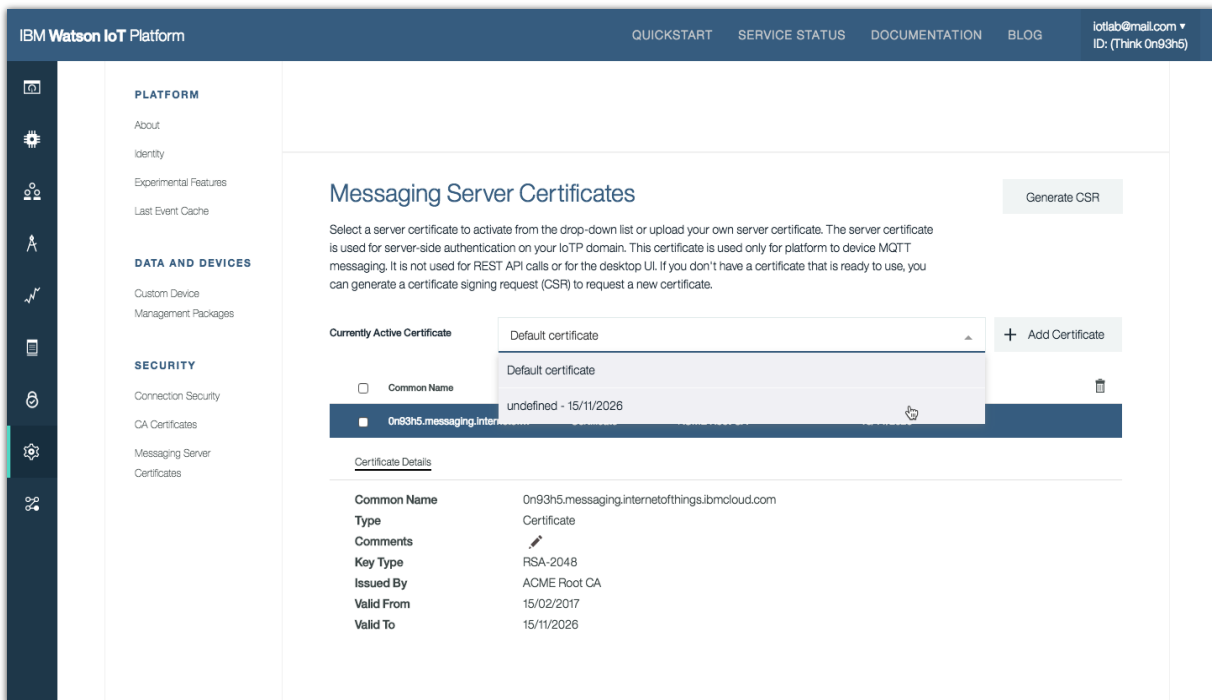 IBM Watson IoT Platform
QUICKSTART SERVICE STATUS DOCUMENTATION BLOG
iotlab@mail.com ▾
ID: (Think 0n93h5)
PLATFORM
About
Identity
Experimental Features
Last Event Cache
DATA AND DEVICES
Custom Device
Management Packages
SECURITY
Connection Security
CA Certificates
Messaging Server
Certificates
Messaging Server Certificates
Generate CSR
Select a server certificate to activate from the drop-down list or upload your own server certificate. The server certificate
is used for server-side authentication on your IoTP domain. This certificate is used only for platform to device MQTT
messaging. It is not used for REST API calls or for the desktop UI. If you don't have a certificate that is ready to use, you
can generate a certificate signing request (CSR) to request a new certificate.
Currently Active Certificate
Default certificate
+ Add Certificate
Default certificate
undefined - 15/11/2026
Common Name
0n93h5.messaging.
Certificate Details
Common Name 0n93h5.messaging.internetofthings.ibmcloud.com
Type Certificate
Comments
Key Type RSA-2048
Issued By ACME Root CA
Valid From 15/02/2017
Valid To 15/11/2026